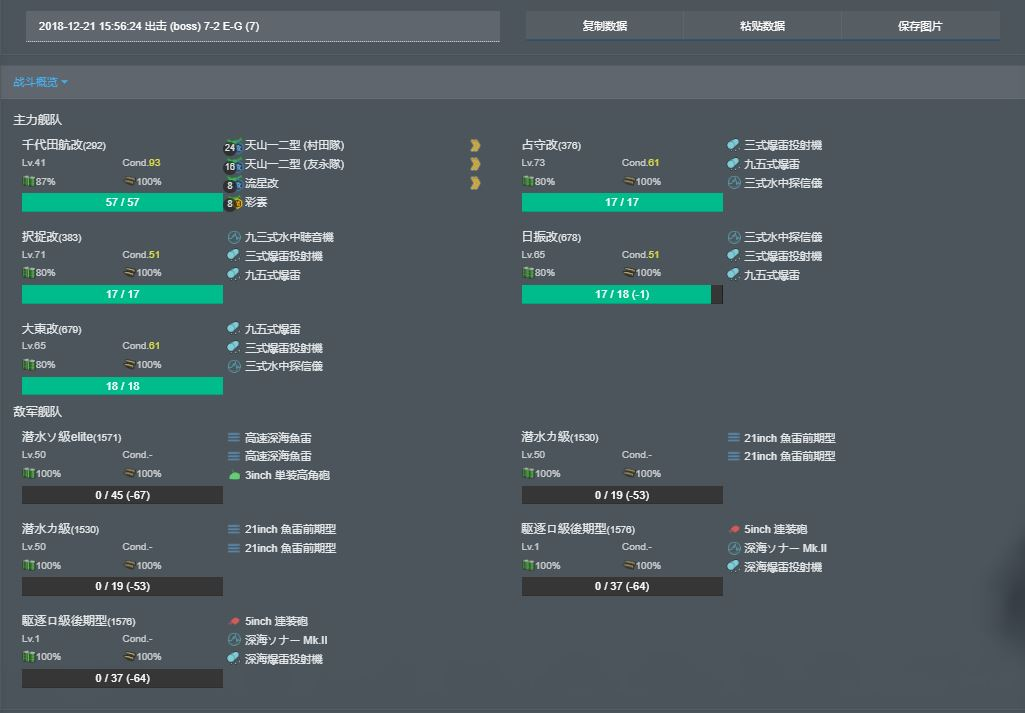 2018-12-21 15:56:24 出击 (boss) 7-2 E-G (7)
复制数据 粘贴数据 保存图片
战斗概览
主力舰队
千代田航改(292)
Lv.41 Cond.93
87% 100%
57 / 57
24 天山一二型 (村田隊)
16 天山一二型 (友永隊)
8 流星改
8 彩雲
占守改(376)
Lv.73 Cond.61
80% 100%
17 / 17
三式爆雷投射機
九五式爆雷
三式水中探信儀
択捉改(383)
Lv.71 Cond.51
80% 100%
17 / 17
九三式水中聴音機
三式爆雷投射機
九五式爆雷
日振改(678)
Lv.65 Cond.51
80% 100%
17 / 18 (-1)
三式水中探信儀
三式爆雷投射機
九五式爆雷
大東改(679)
Lv.65 Cond.61
80% 100%
18 / 18
九五式爆雷
三式爆雷投射機
三式水中探信儀
敌军舰队
潜水ソ級elite(1571)
Lv.50 Cond.-
100% 100%
0 / 45 (-67)
高速深海魚雷
高速深海魚雷
3inch 単装高角砲
潜水カ級(1530)
Lv.50 Cond.-
100% 100%
0 / 19 (-53)
21inch 魚雷前期型
21inch 魚雷前期型
潜水カ級(1530)
Lv.50 Cond.-
100% 100%
0 / 19 (-53)
21inch 魚雷前期型
21inch 魚雷前期型
駆逐ロ級後期型(1576)
Lv.1 Cond.-
100% 100%
0 / 37 (-64)
5inch 連装砲
深海ソナー Mk.II
深海爆雷投射機
駆逐ロ級後期型(1576)
Lv.1 Cond.-
100% 100%
0 / 37 (-64)
5inch 連装砲
深海ソナー Mk.II
深海爆雷投射機